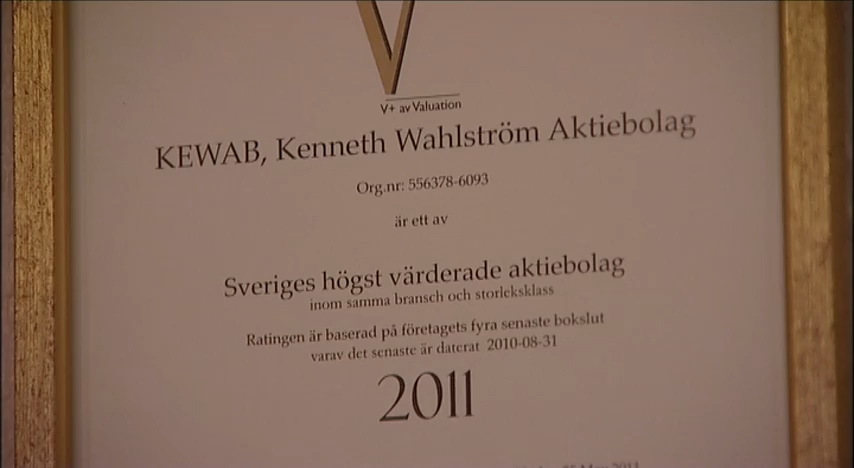 V
V+ av Valuation
KEWAB, Kenneth Wahlström Aktiebolag
Org.nr: 556378-6093
är ett av
Sveriges högst värderade aktiebolag
inom samma bransch och storleksklass
Ratingen är baserad på företagets fyra senaste bokslut
varav det senaste är daterat 2010-08-31
2011